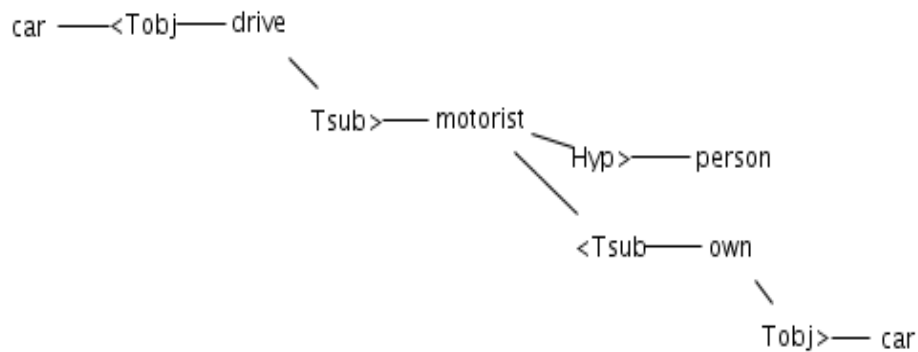 car <Tobj drive
Tsub> motorist
Hyp> person
<Tsub own
Tobj> car